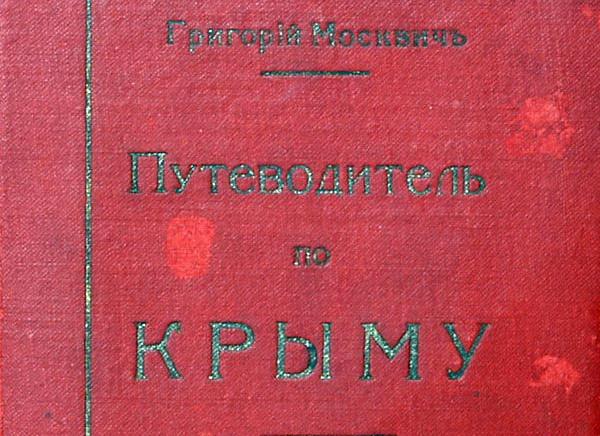 Григорій Москвичъ
Путеводитель
по
КРЫМУ